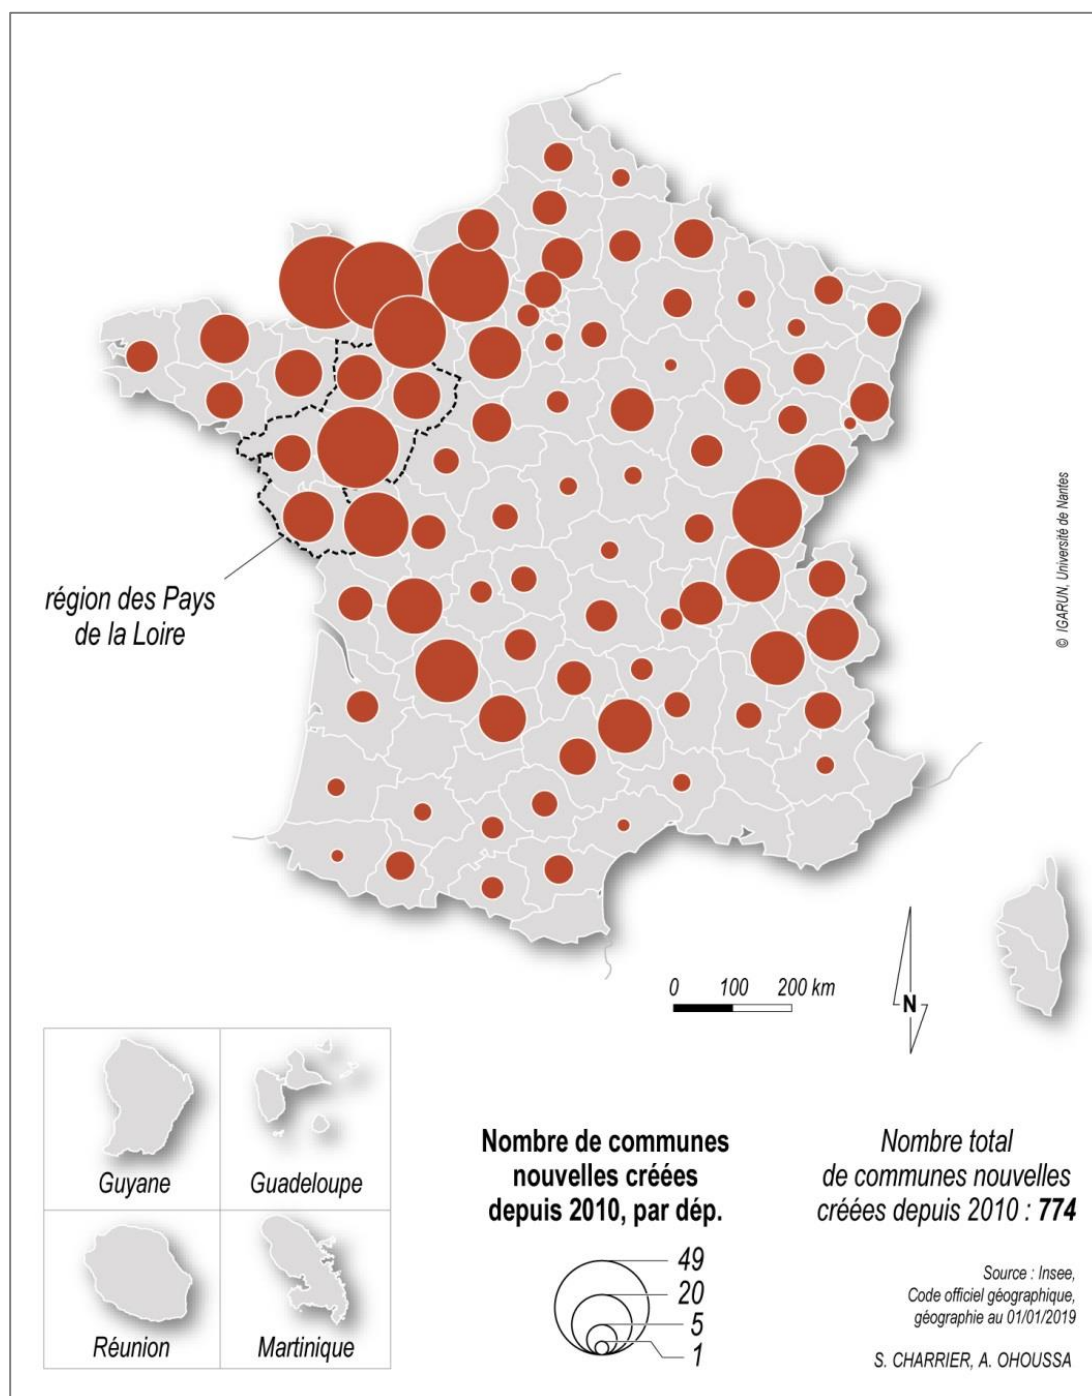 région des Pays
de la Loire
© IGARUN, Université de Nantes
0 100 200 km
N
Guyane
Guadeloupe
Réunion
Martinique
Nombre de communes
nouvelles créées
depuis 2010, par dép.
49
20
5
1
Nombre total
de communes nouvelles
créées depuis 2010 : 774
Source : Insee,
Code officiel géographique,
géographie au 01/01/2019
S. CHARRIER, A. OHOUSSA